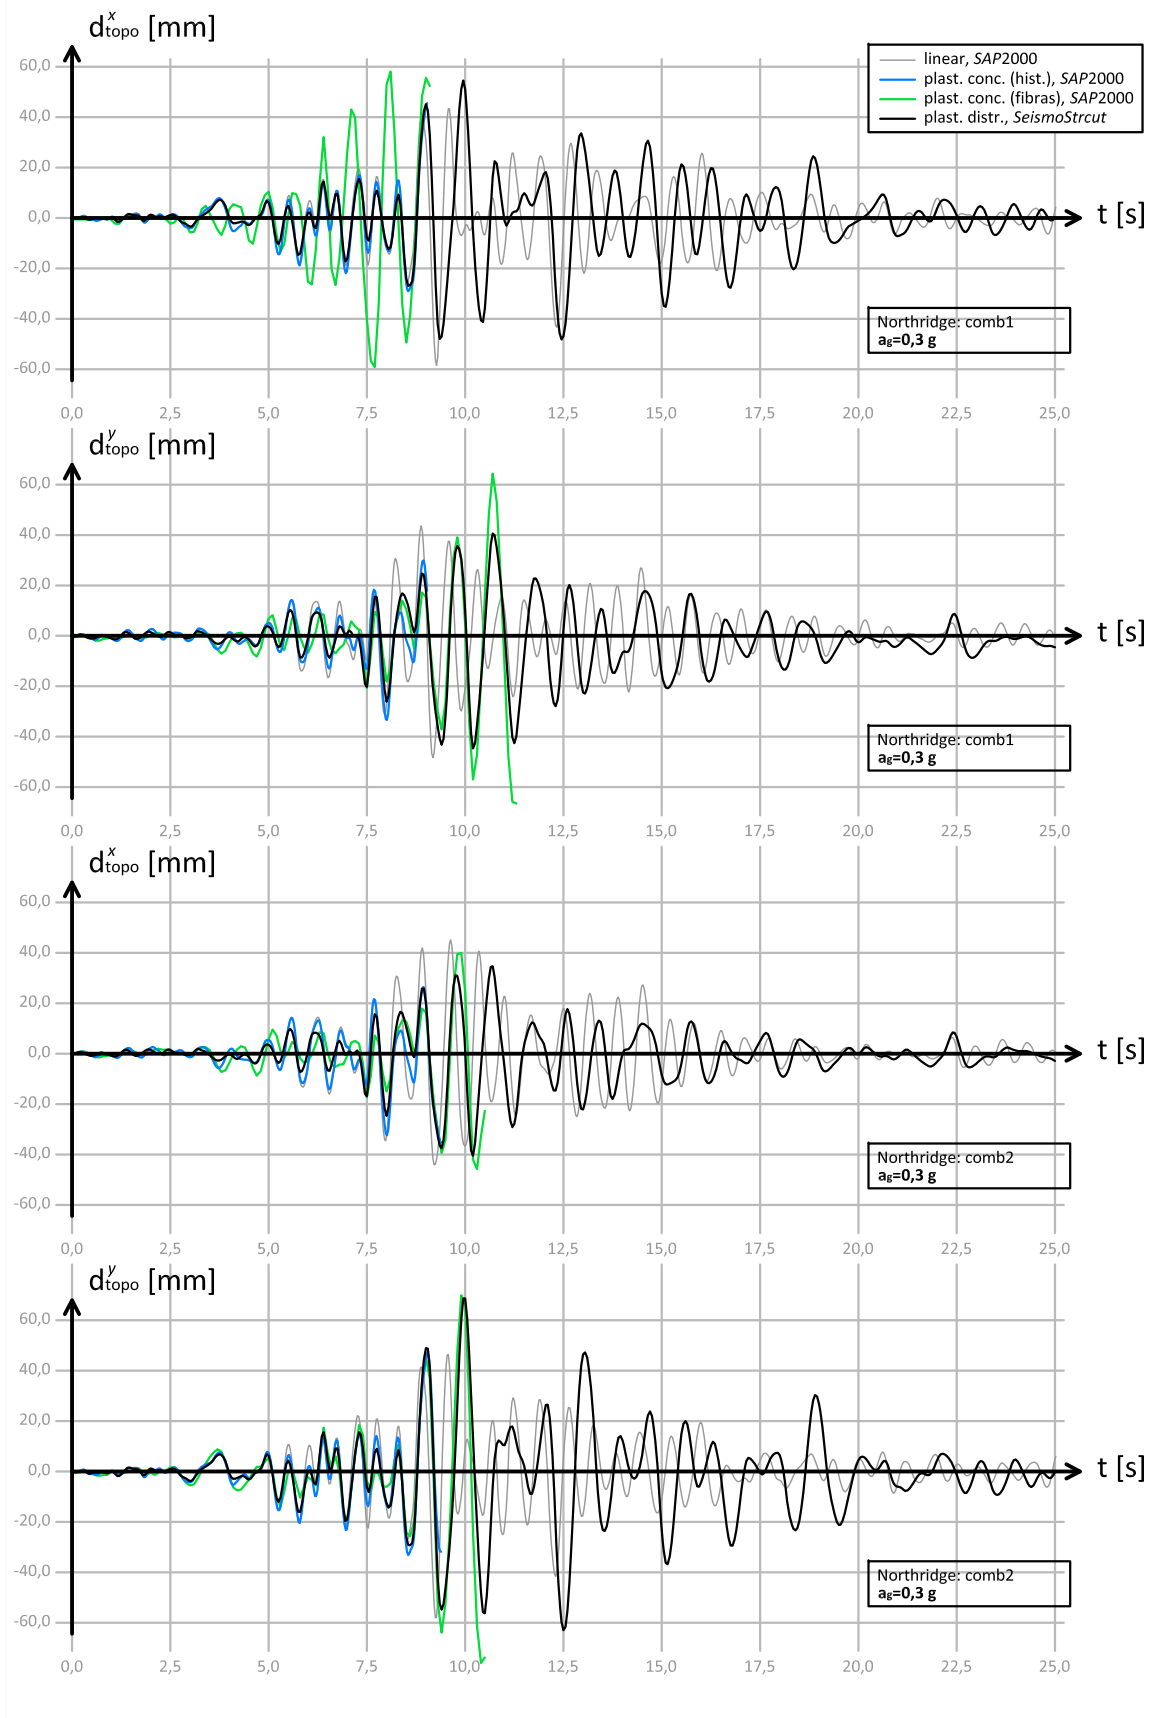 d_topo^x [mm]
linear, SAP2000
plast. conc. (hist.), SAP2000
plast. conc. (fibras), SAP2000
plast. distr., SeismoStrcut
60,0
40,0
20,0
0,0
-20,0
-40,0
-60,0
t [s]
Northridge: comb1
ag=0,3 g
0,0 2,5 5,0 7,5 10,0 12,5 15,0 17,5 20,0 22,5 25,0
d_topo^y [mm]
60,0
40,0
20,0
0,0
-20,0
-40,0
-60,0
t [s]
Northridge: comb1
ag=0,3 g
0,0 2,5 5,0 7,5 10,0 12,5 15,0 17,5 20,0 22,5 25,0
d_topo^x [mm]
60,0
40,0
20,0
0,0
-20,0
-40,0
-60,0
t [s]
Northridge: comb2
ag=0,3 g
0,0 2,5 5,0 7,5 10,0 12,5 15,0 17,5 20,0 22,5 25,0
d_topo^y [mm]
60,0
40,0
20,0
0,0
-20,0
-40,0
-60,0
t [s]
Northridge: comb2
ag=0,3 g
0,0 2,5 5,0 7,5 10,0 12,5 15,0 17,5 20,0 22,5 25,0